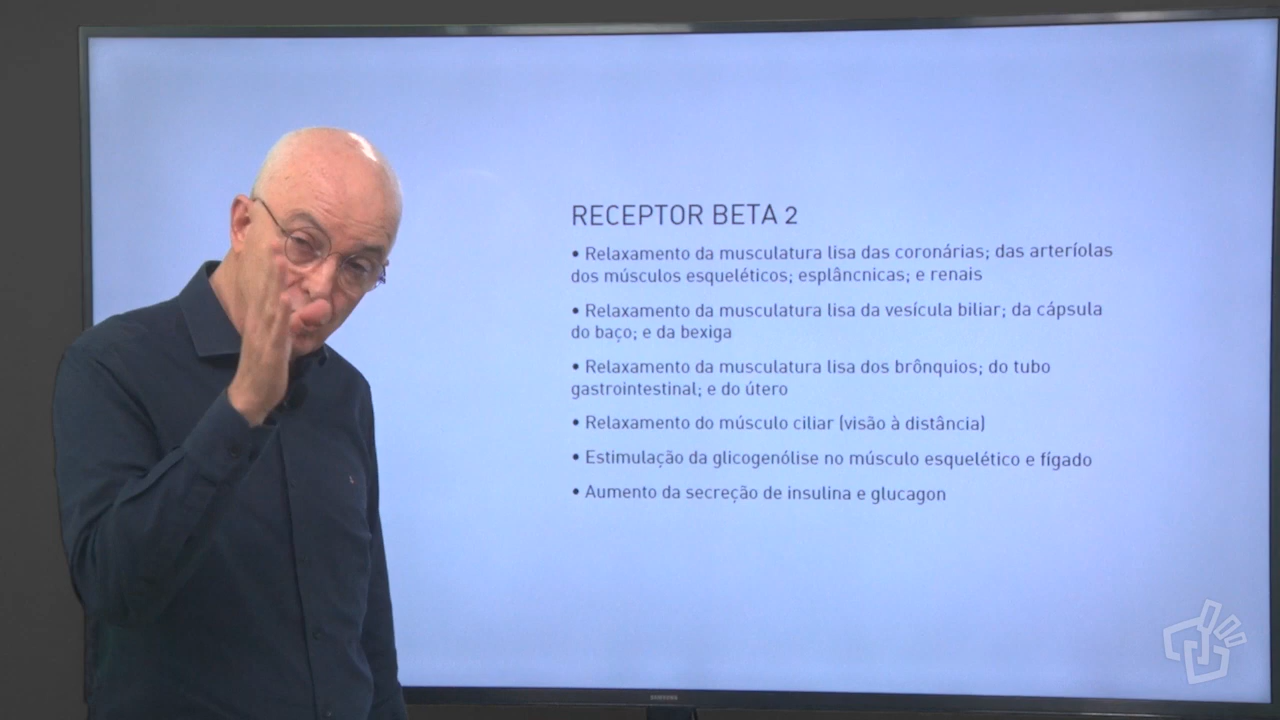 RECEPTOR BETA 2
• Relaxamento da musculatura lisa das coronárias; das arteríolas
dos músculos esqueléticos; esplâncnicas; e renais
• Relaxamento da musculatura lisa da vesícula biliar; da cápsula
do baço; e da bexiga
• Relaxamento da musculatura lisa dos brônquios; do tubo
gastrointestinal; e do útero
• Relaxamento do músculo ciliar (visão à distância)
• Estimulação da glicogenólise no músculo esquelético e fígado
• Aumento da secreção de insulina e glucagon
SAMSUNG